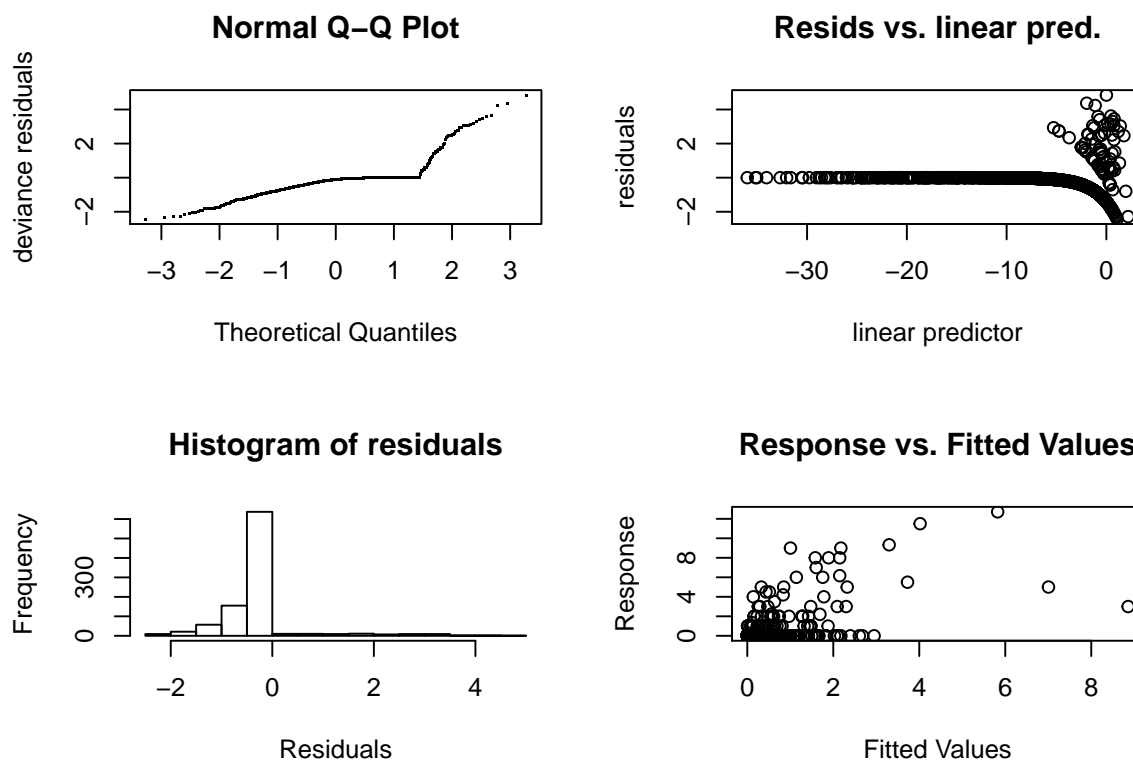 Normal Q−Q Plot
deviance residuals
−2 2
−3 −2 −1 0 1 2 3
Theoretical Quantiles
Resids vs. linear pred.
residuals
−2 2
−30 −20 −10 0
linear predictor
Histogram of residuals
Frequency
0 300
−2 0 2 4
Residuals
Response vs. Fitted Values
Response
0 4 8
0 2 4 6 8
Fitted Values